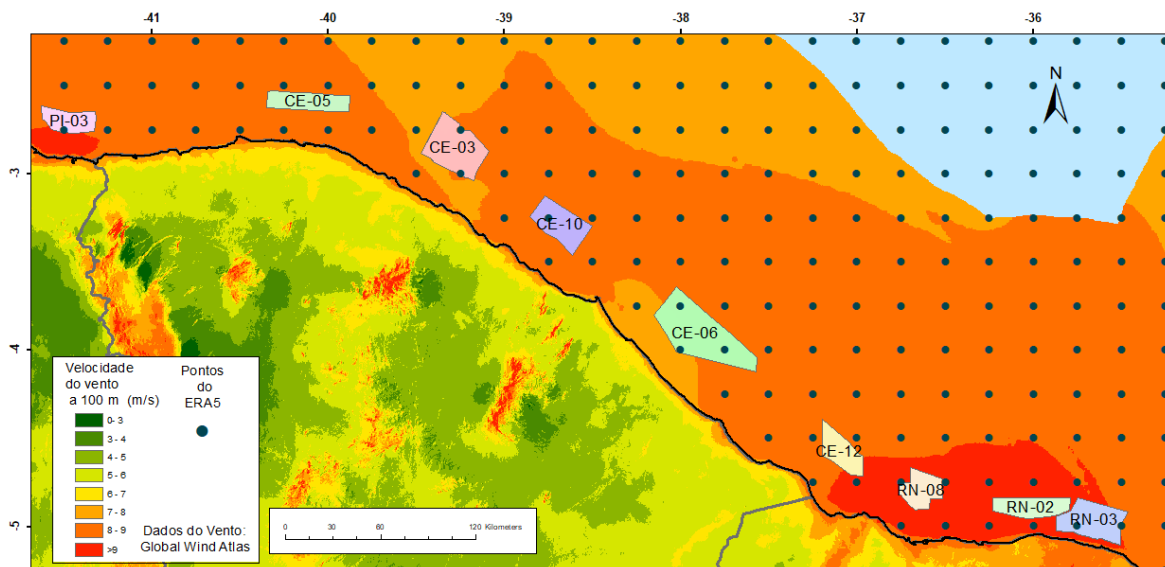 -41 -40 -39 -38 -37 -36
N
CE-05
PI-03
CE-03
-3
CE-10
CE-06
-4
CE-12
RN-08
RN-02
RN-03
-5
Velocidade
do vento
a 100 m (m/s)
0- 3
3 - 4
4 - 5
5 - 6
6 - 7
7 - 8
8 - 9
>9
Pontos
do
ERA5
Dados do Vento:
Global Wind Atlas
0 30 60 120 Kilometers